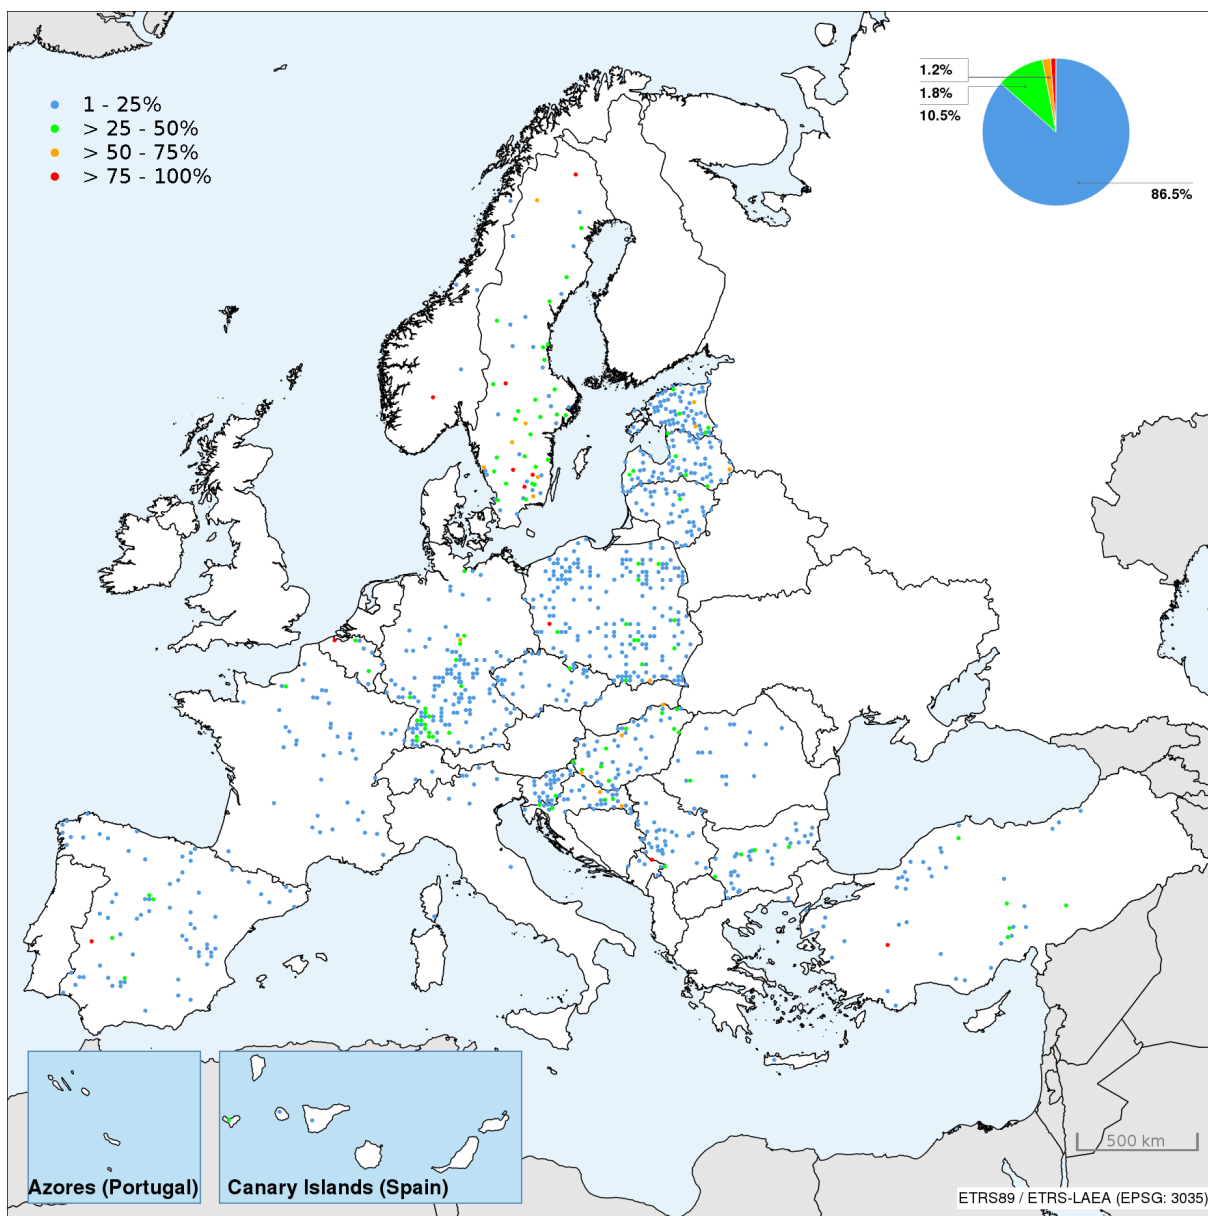 1 - 25%
> 25 - 50%
> 50 - 75%
> 75 - 100%
1.2%
1.8%
10.5%
86.5%
500 km
Azores (Portugal)
Canary Islands (Spain)
ETRS89 / ETRS-LAEA (EPSG: 3035)